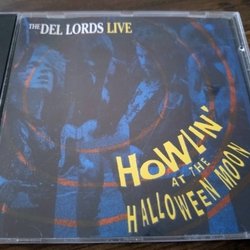 THE DEL LORDS LIVE
HOWLIN'
AT THE
HALLOWEEN MOON